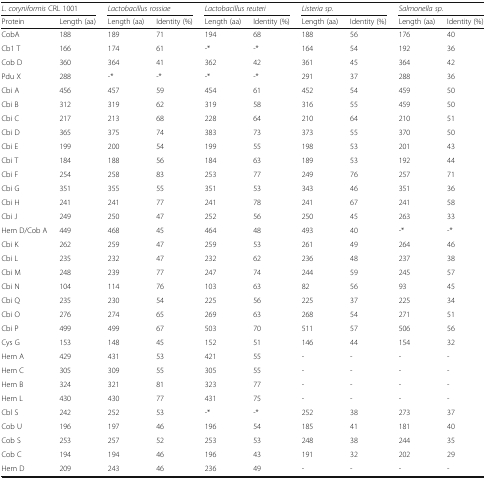 L. coryniformis CRL 1001 Lactobacillus rossiae Lactobacillus reuteri Listeria sp. Salmonella sp.
Protein Length (aa) Length (aa) Identity (%) Length (aa) Identity (%) Length (aa) Identity (%) Length (aa) Identity (%)
CobA 188 189 71 194 68 188 56 176 40
Cb1 T 166 174 61 -* -* 164 54 192 36
Cob D 360 364 41 362 42 361 45 364 42
Pdu X 288 -* -* -* -* 291 37 288 36
Cbi A 456 457 59 454 61 452 54 459 50
Cbi B 312 319 62 319 58 316 55 459 50
Cbi C 217 213 68 228 64 210 64 210 51
Cbi D 365 375 74 383 73 373 55 370 50
Cbi E 199 200 54 199 55 198 53 201 43
Cbi T 184 188 56 184 63 189 53 192 44
Cbi F 254 258 83 253 77 249 76 257 71
Cbi G 351 355 55 351 53 343 46 351 36
Cbi H 241 241 77 241 78 241 67 241 58
Cbi J 249 250 47 252 56 250 45 263 33
Hem D/Cob A 449 468 45 464 48 493 40 -* -*
Cbi K 262 259 47 259 53 261 49 264 46
Cbi L 235 232 47 232 62 236 48 237 38
Cbi M 248 239 77 247 74 244 59 245 57
Cbi N 104 114 76 103 63 82 56 93 45
Cbi Q 235 230 54 225 56 225 37 225 34
Cbi O 276 274 65 269 63 268 54 271 51
Cbi P 499 499 67 503 70 511 57 506 56
Cys G 153 148 45 152 51 146 44 154 32
Hem A 429 431 53 421 55 - - - -
Hem C 305 309 55 305 55 - - - -
Hem B 324 321 81 323 77 - - - -
Hem L 430 430 77 431 75 - - - -
Cbl S 242 252 53 -* -* 252 38 273 37
Cob U 196 197 46 196 54 185 41 181 40
Cob S 253 257 52 253 53 248 38 244 35
Cob C 194 194 46 196 43 191 32 202 29
Hem D 209 243 46 236 49 - - - -